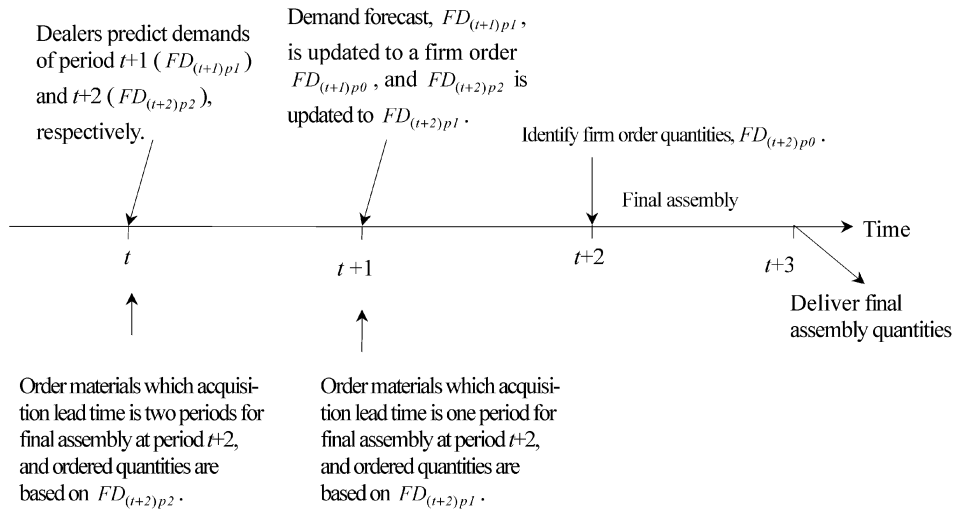 Dealers predict demands
of period t+1 ( FD(t+1)p1 )
and t+2 ( FD(t+2)p2 ),
respectively.
Demand forecast, FD(t+1)p1 ,
is updated to a firm order
FD(t+1)p0 , and FD(t+2)p2 is
updated to FD(t+2)p1 .
Identify firm order quantities, FD(t+2)p0 .
Final assembly
Time
t
t +1
t+2
t+3
Deliver final
assembly quantities
Order materials which acquisi-
tion lead time is two periods for
final assembly at period t+2,
and ordered quantities are
based on FD(t+2)p2 .
Order materials which acquisi-
tion lead time is one period for
final assembly at period t+2,
and ordered quantities are
based on FD(t+2)p1 .